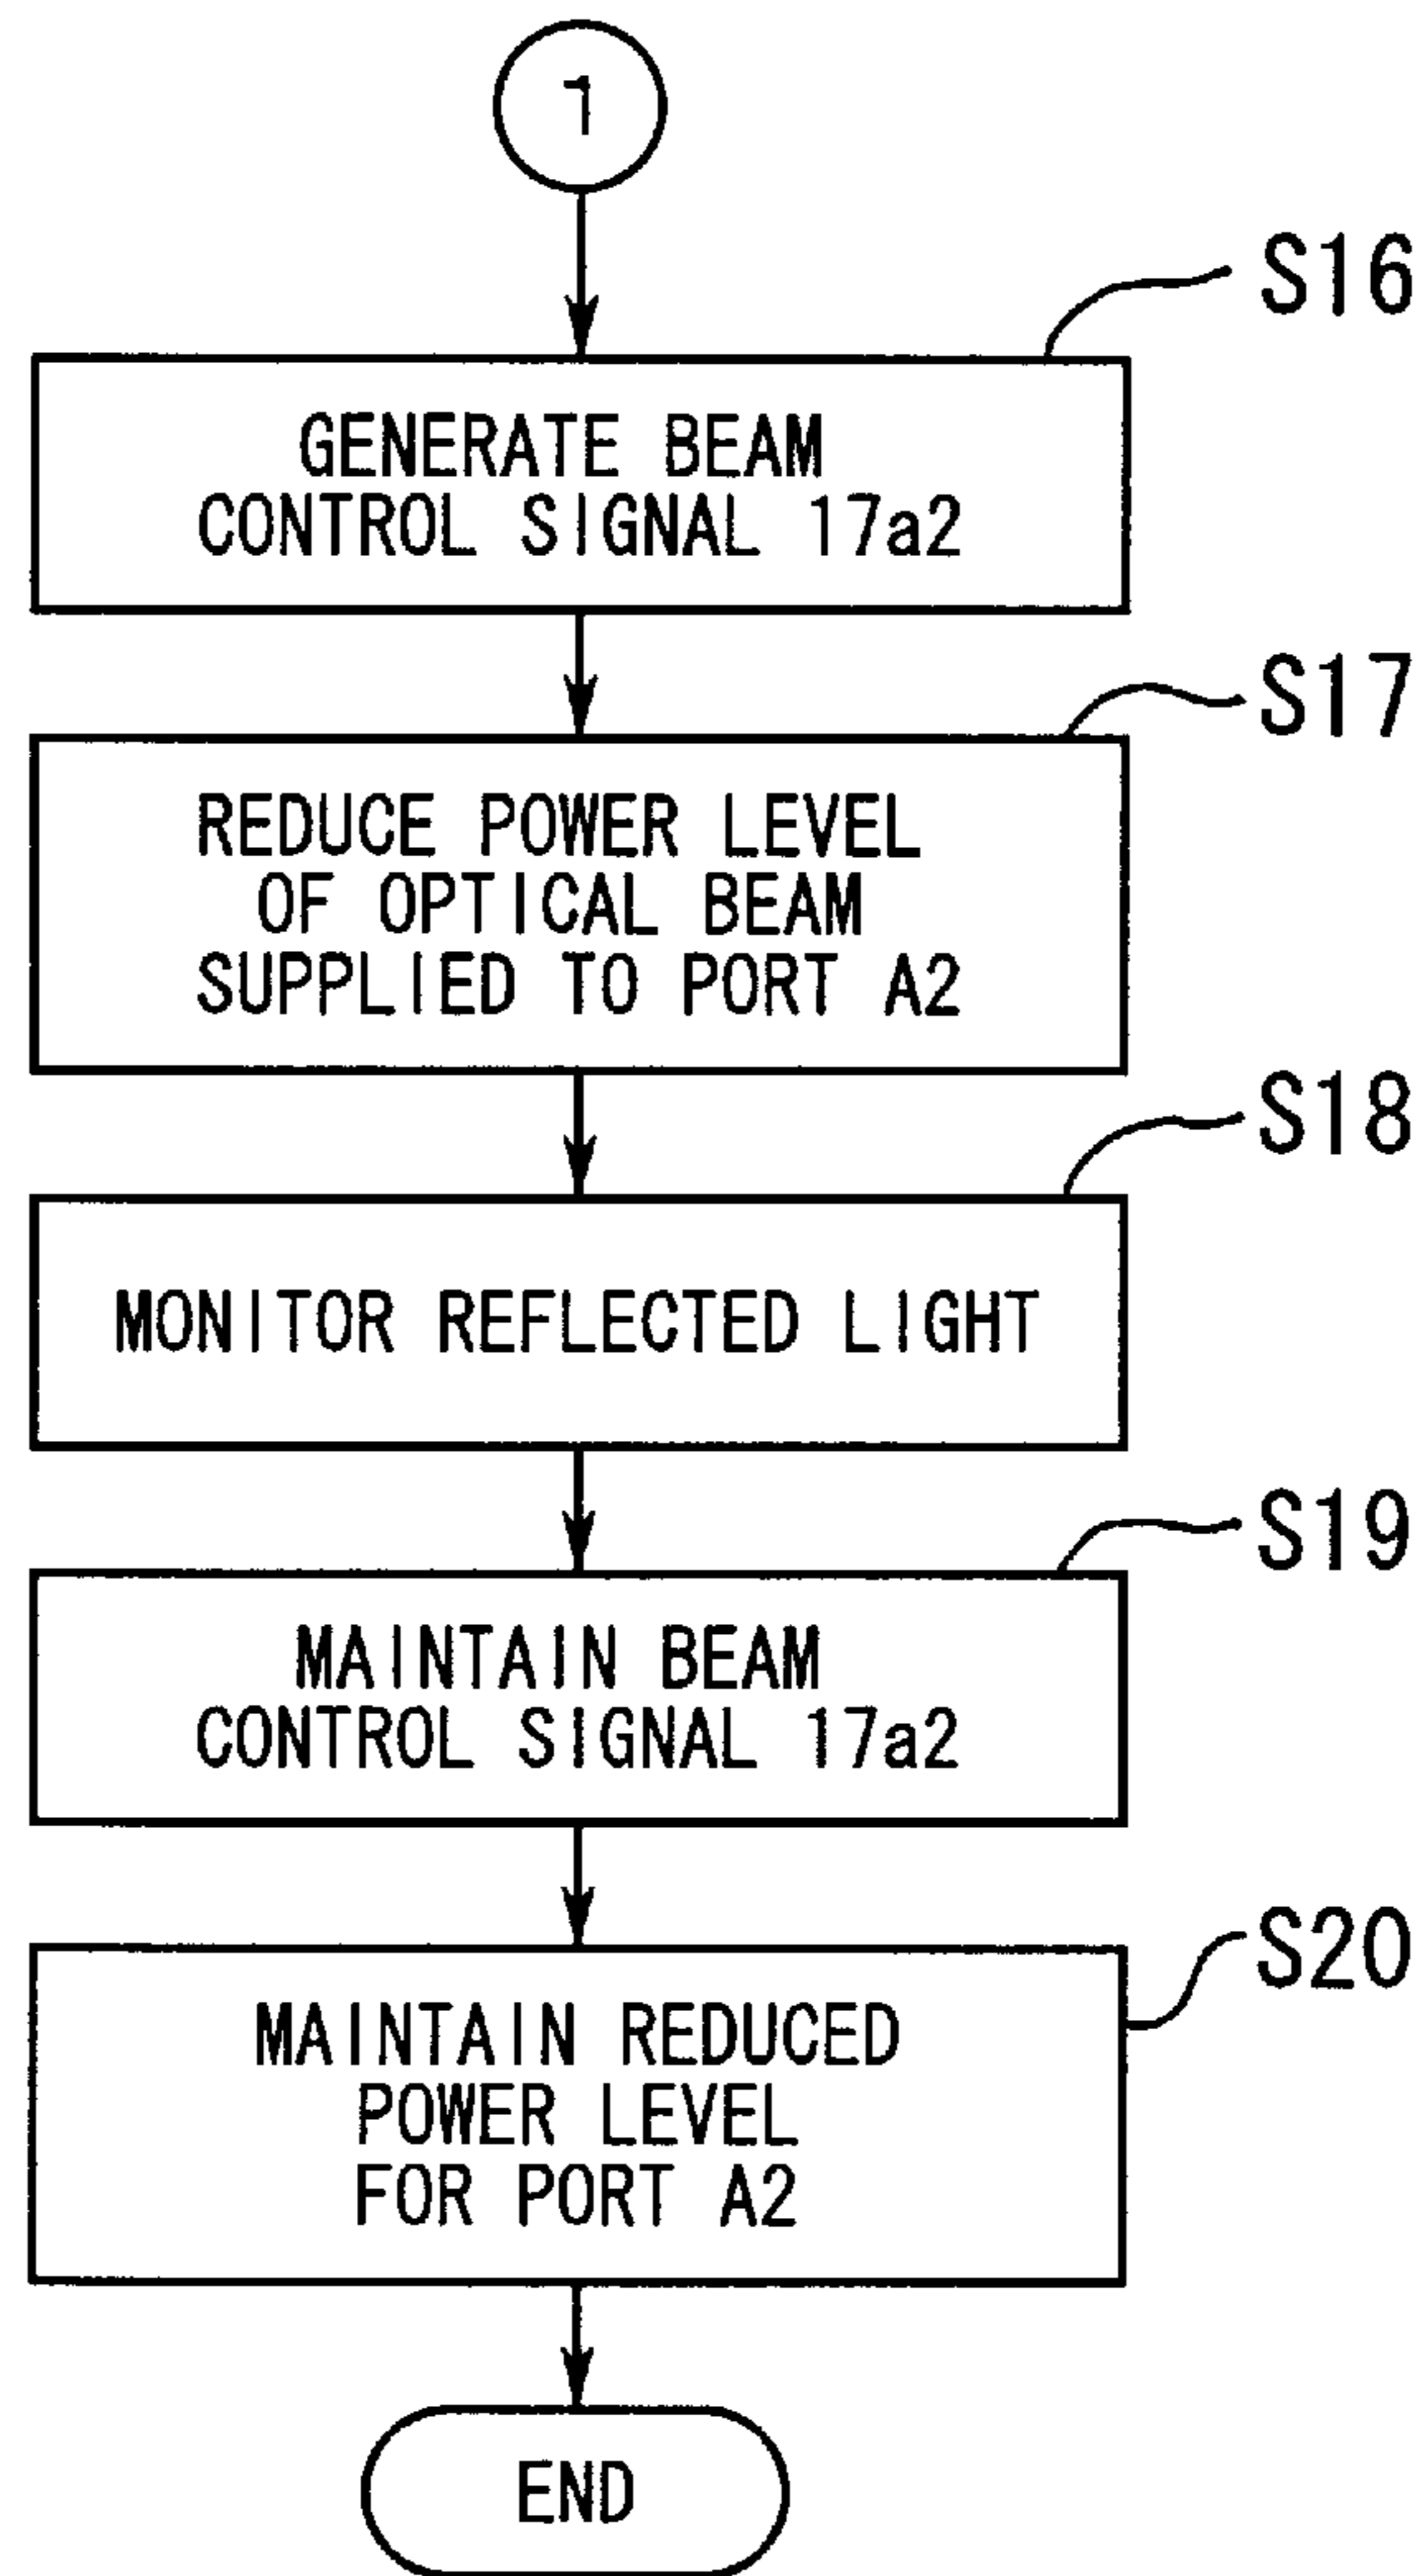 1
S16
GENERATE BEAM
CONTROL SIGNAL 17a2
S17
REDUCE POWER LEVEL
OF OPTICAL BEAM
SUPPLIED TO PORT A2
S18
MONITOR REFLECTED LIGHT
S19
MAINTAIN BEAM
CONTROL SIGNAL 17a2
S20
MAINTAIN REDUCED
POWER LEVEL
FOR PORT A2
END